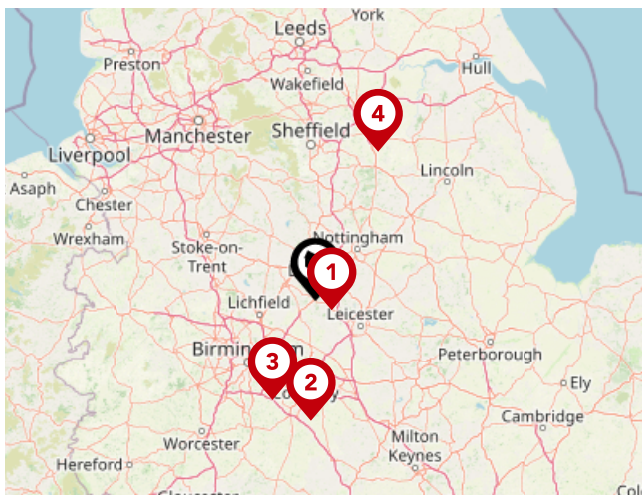 York
Leeds
Preston
Hull
Wakefield
4
Manchester
Sheffield
Liverpool
Lincoln
Asaph
Chester
Wrexham
Stoke-on-
Trent
Nottingham
1
Lichfield
Leicester
Birmingham
Peterborough
3
2
Ely
Cambridge
Worcester
Milton
Keynes
Hereford